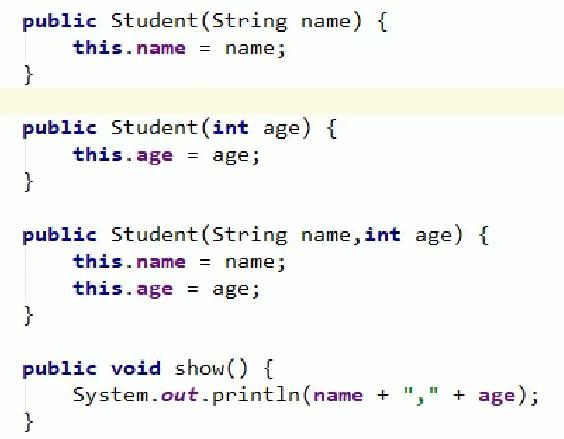 public Student(String name) {
    this.name = name;
}
public Student(int age) {
    this.age = age;
}
public Student(String name,int age) {
    this.name = name;
    this.age = age;
}
public void show() {
    System.out.println(name + "," + age);
}